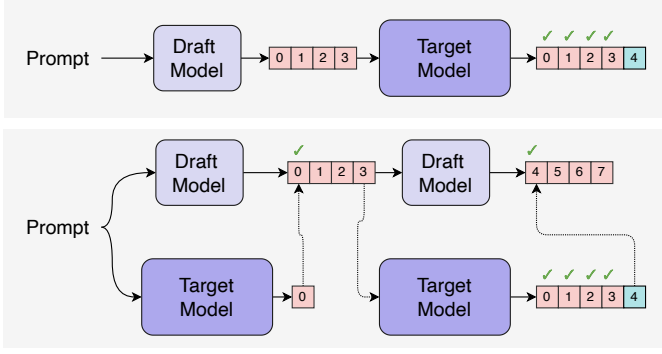 Prompt
Draft
Model
0 1 2 3
Target
Model
✓ ✓ ✓ ✓
0 1 2 3 4
Prompt
Draft
Model
✓
0 1 2 3
Draft
Model
✓
4 5 6 7
Target
Model
0
Target
Model
✓ ✓ ✓ ✓
0 1 2 3 4